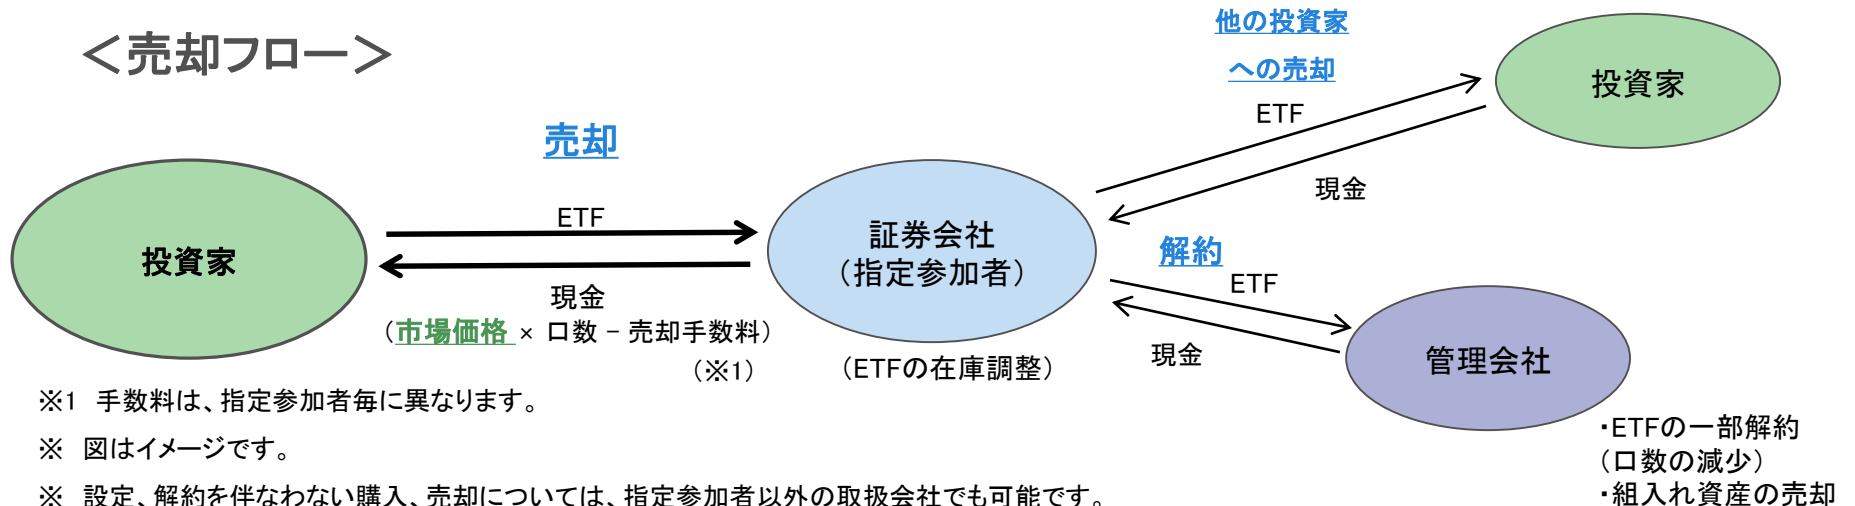 ＜売却フロー＞
他の投資家
への売却
投資家
ETF
現金
売却
ETF
投資家
証券会社
（指定参加者）
現金
（市場価格 × 口数 − 売却手数料）
（※1）
（ETFの在庫調整）
解約
ETF
現金
管理会社
・ETFの一部解約
（口数の減少）
・組入れ資産の売却
※1 手数料は、指定参加者毎に異なります。
※ 図はイメージです。
※ 設定、解約を伴なわない購入、売却については、指定参加者以外の取扱会社でも可能です。